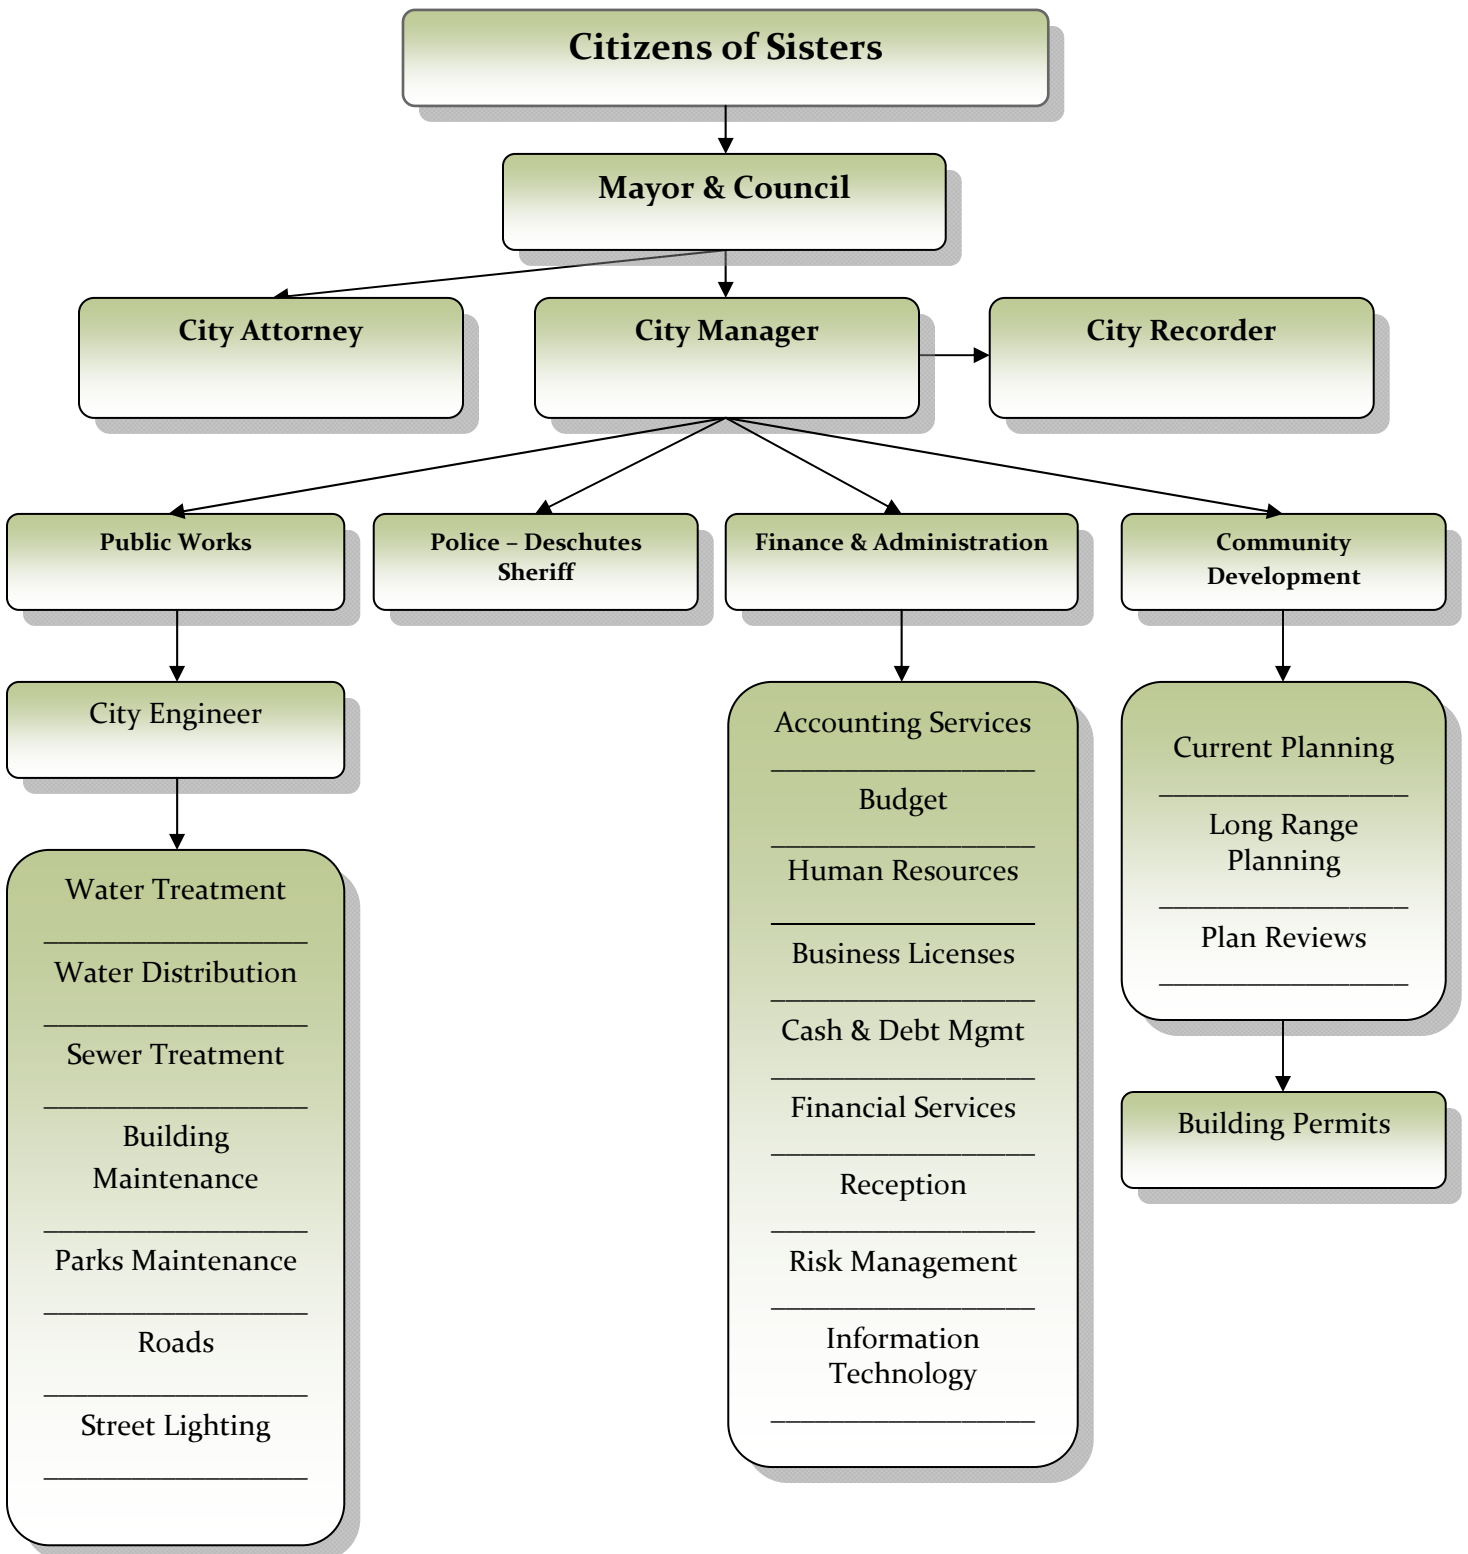 Citizens of Sisters
Mayor & Council
City Attorney
City Manager
City Recorder
Public Works
Police – Deschutes
Sheriff
Finance & Administration
Community
Development
City Engineer
Water Treatment
Water Distribution
Sewer Treatment
Building
Maintenance
Parks Maintenance
Roads
Street Lighting
Accounting Services
Budget
Human Resources
Business Licenses
Cash & Debt Mgmt
Financial Services
Reception
Risk Management
Information
Technology
Current Planning
Long Range
Planning
Plan Reviews
Building Permits